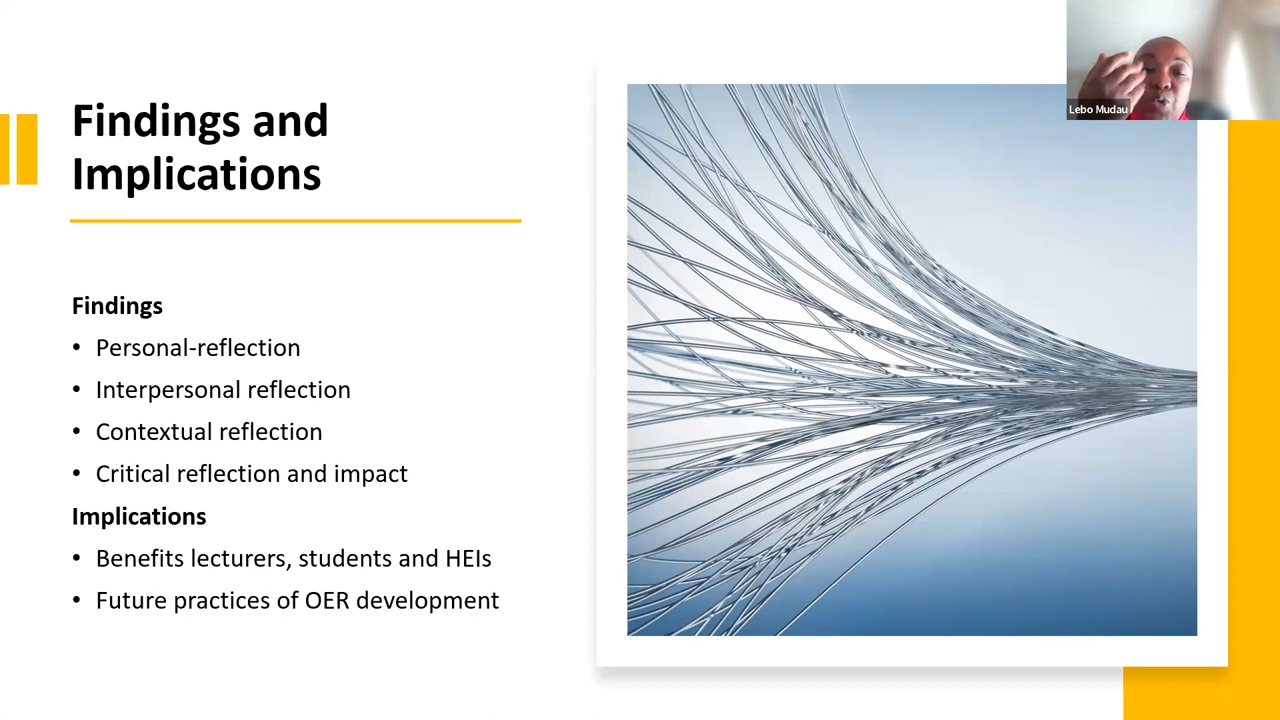 Findings and
Implications
Lebo Mudau
Findings
• Personal-reflection
• Interpersonal reflection
• Contextual reflection
• Critical reflection and impact
Implications
• Benefits lecturers, students and HEIs
• Future practices of OER development